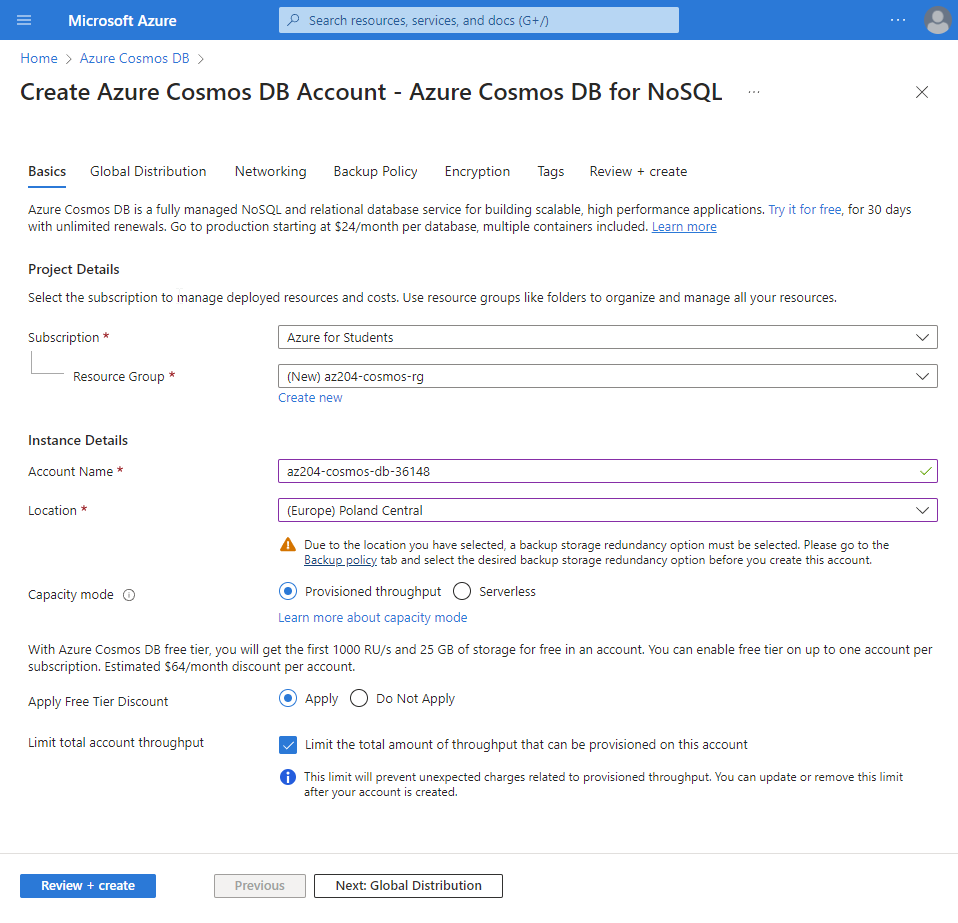 Microsoft Azure
Search resources, services, and docs (G+/)
Home > Azure Cosmos DB >
Create Azure Cosmos DB Account - Azure Cosmos DB for NoSQL ...
Basics Global Distribution Networking Backup Policy Encryption Tags Review + create
Azure Cosmos DB is a fully managed NoSQL and relational database service for building scalable, high performance applications. Try it for free, for 30 days
with unlimited renewals. Go to production starting at $24/month per database, multiple containers included. Learn more
Project Details
Select the subscription to manage deployed resources and costs. Use resource groups like folders to organize and manage all your resources.
Subscription * Azure for Students
Resource Group * (New) az204-cosmos-rg
Create new
Instance Details
Account Name * az204-cosmos-db-36148
Location * (Europe) Poland Central
Due to the location you have selected, a backup storage redundancy option must be selected. Please go to the
Backup policy tab and select the desired backup storage redundancy option before you create this account.
Capacity mode Provisioned throughput Serverless
Learn more about capacity mode
With Azure Cosmos DB free tier, you will get the first 1000 RU/s and 25 GB of storage for free in an account. You can enable free tier on up to one account per
subscription. Estimated $64/month discount per account.
Apply Free Tier Discount Apply Do Not Apply
Limit total account throughput Limit the total amount of throughput that can be provisioned on this account
This limit will prevent unexpected charges related to provisioned throughput. You can update or remove this limit
after your account is created.
Review + create Previous Next: Global Distribution